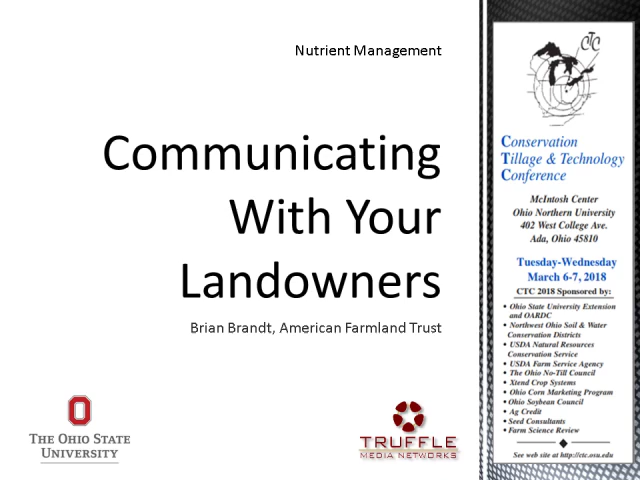 Nutrient Management
Communicating
With Your
Landowners
Brian Brandt, American Farmland Trust
THE OHIO STATE
UNIVERSITY
TRUFFLE
MEDIA NETWORKS
CTC
Conservation
Tillage & Technology
Conference
McIntosh Center
Ohio Northern University
402 West College Ave.
Ada, Ohio 45810
Tuesday-Wednesday
March 6-7, 2018
CTC 2018 Sponsored by:
• Ohio State University Extension
and OARDC
• Northwest Ohio Soil & Water
Conservation Districts
• USDA Natural Resources
Conservation Service
• USDA Farm Service Agency
• The Ohio No-Till Council
• Xtend Crop Systems
• Ohio Corn Marketing Program
• Ohio Soybean Council
• Ag Credit
• Seed Consultants
• Farm Science Review
See web site at http://ctc.osu.edu